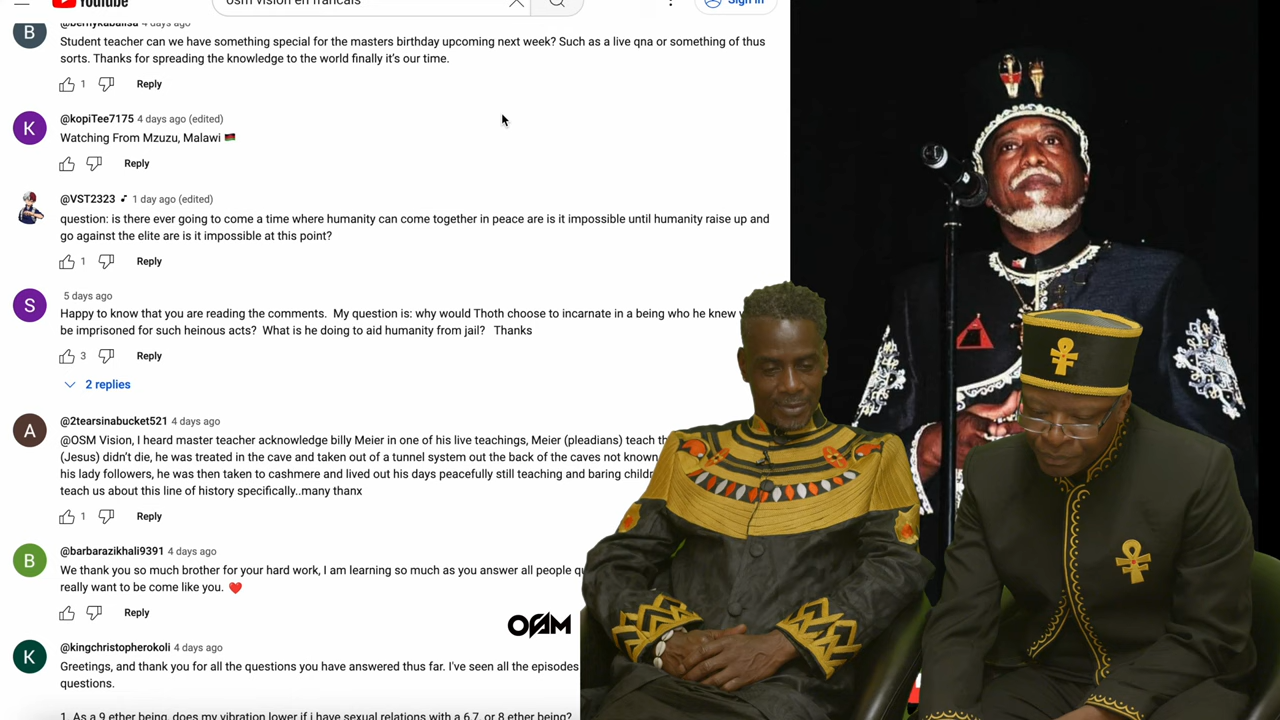 YouTube
osm vision en francais
Sign in
@bernykabalisa 4 days ago
Student teacher can we have something special for the masters birthday upcoming next week? Such as a live qna or something of thus
sorts. Thanks for spreading the knowledge to the world finally it's our time.
1 Reply
@kopiTee7175 4 days ago (edited)
Watching From Mzuzu, Malawi 🇲🇼
Reply
@VST2323 1 day ago (edited)
question: is there ever going to come a time where humanity can come together in peace are is it impossible until humanity raise up and
go against the elite are is it impossible at this point?
1 Reply
5 days ago
Happy to know that you are reading the comments. My question is: why would Thoth choose to incarnate in a being who he knew
be imprisoned for such heinous acts? What is he doing to aid humanity from jail? Thanks
3 Reply
2 replies
@2tearsinabucket521 4 days ago
@OSM Vision, I heard master teacher acknowledge billy Meier in one of his live teachings, Meier (pleadians) teach
(Jesus) didn't die, he was treated in the cave and taken out of a tunnel system out the back of the caves not known
his lady followers, he was then taken to cashmere and lived out his days peacefully still teaching and baring
teach us about this line of history specifically..many thanx
1 Reply
@barbarazikhali9391 4 days ago
We thank you so much brother for your hard work, I am learning so much as you answer all people
really want to be come like you. ❤️
Reply
@kingchristopherokoli 4 days ago
Greetings, and thank you for all the questions you have answered thus far. I've seen all the episodes
questions.
1. As a 9 ether being, does my vibration lower if i have sexual relations with a 6,7, or 8 ether being?
B
K
S
A
B
K
OSM